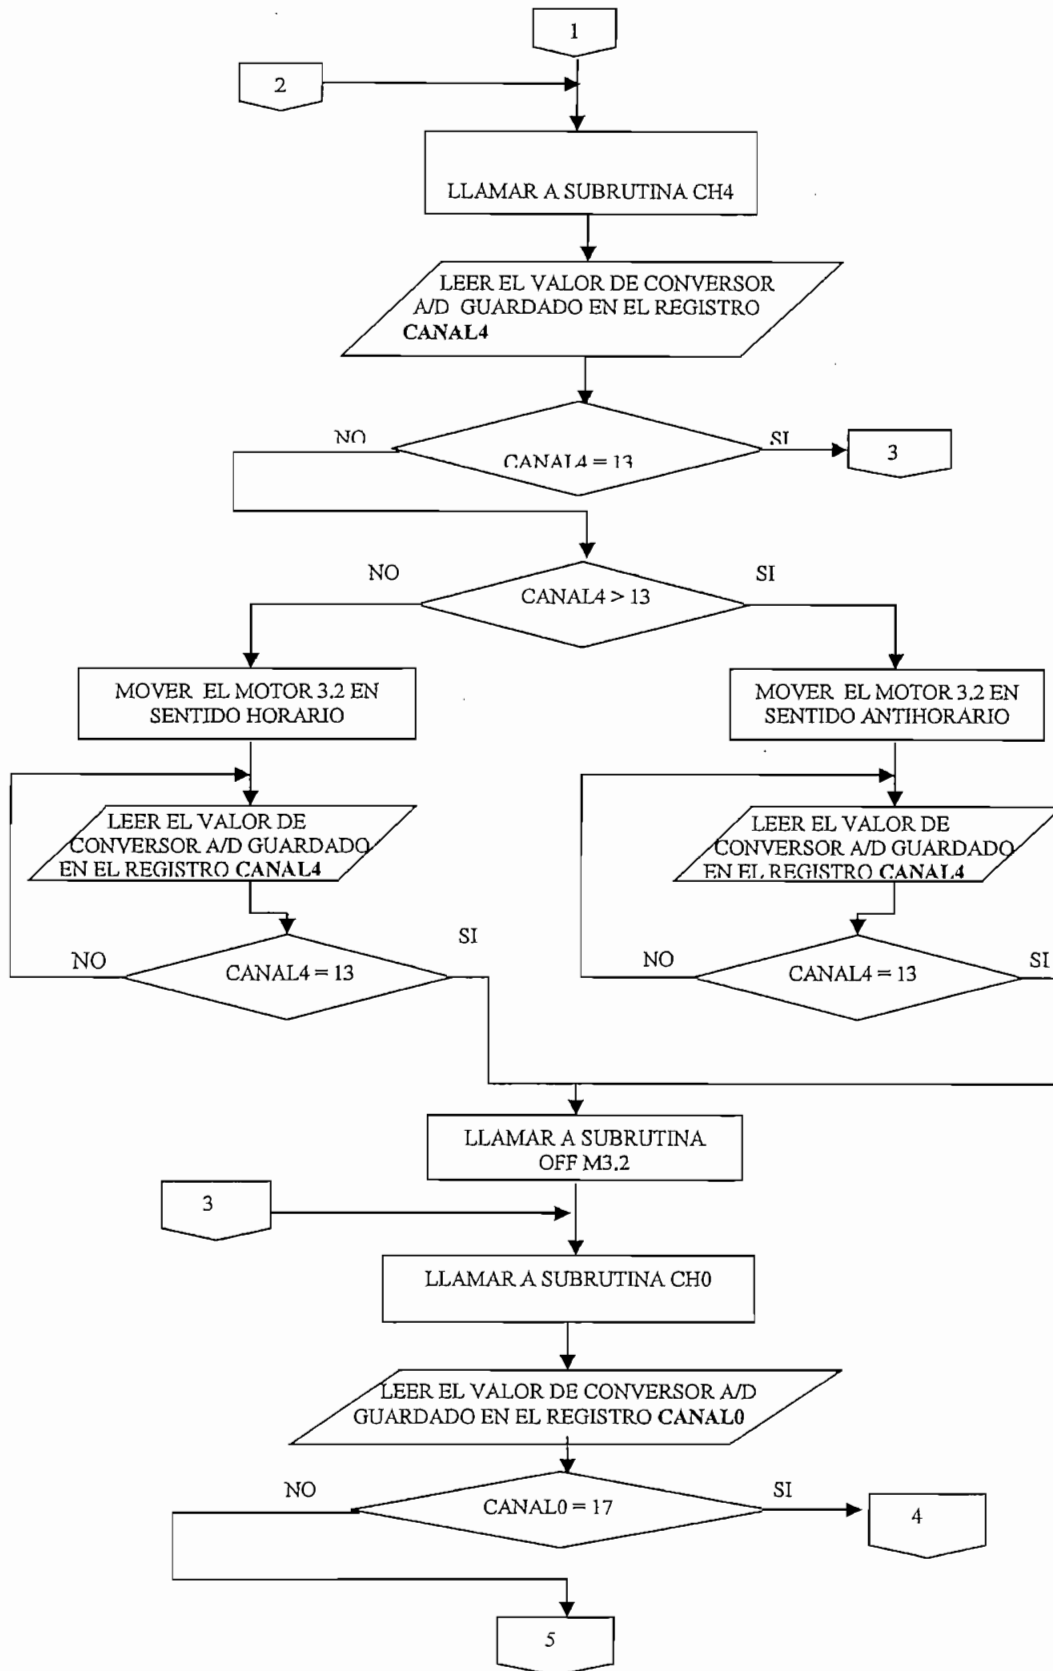 1
2
LLAMAR A SUBRUTINA CH4
LEER EL VALOR DE CONVERSOR
A/D GUARDADO EN EL REGISTRO
CANAL4
NO
SI
CANAL4 = 13
3
NO
SI
CANAL4 > 13
MOVER EL MOTOR 3.2 EN
SENTIDO HORARIO
MOVER EL MOTOR 3.2 EN
SENTIDO ANTIHORARIO
LEER EL VALOR DE
CONVERSOR A/D GUARDADO
EN EL REGISTRO CANAL4
LEER EL VALOR DE
CONVERSOR A/D GUARDADO
EN EL REGISTRO CANAL4
NO
SI
CANAL4 = 13
NO
SI
CANAL4 = 13
LLAMAR A SUBRUTINA
OFF M3.2
3
LLAMAR A SUBRUTINA CH0
LEER EL VALOR DE CONVERSOR A/D
GUARDADO EN EL REGISTRO CANAL0
NO
SI
CANAL0 = 17
4
5